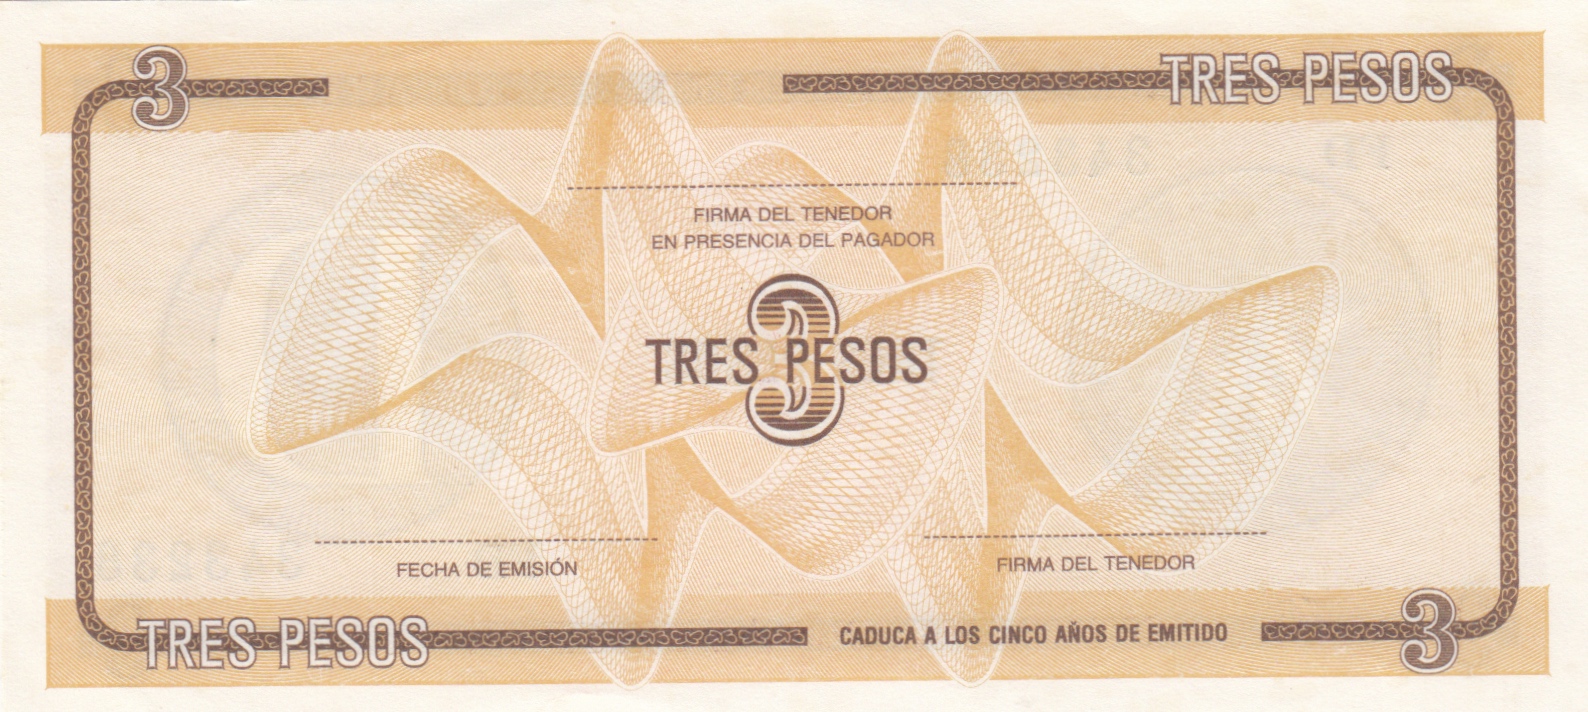 3
TRES PESOS
FIRMA DEL TENEDOR
EN PRESENCIA DEL PAGADOR
3
TRES PESOS
FECHA DE EMISIÓN
FIRMA DEL TENEDOR
TRES PESOS
CADUCA A LOS CINCO AÑOS DE EMITIDO
3